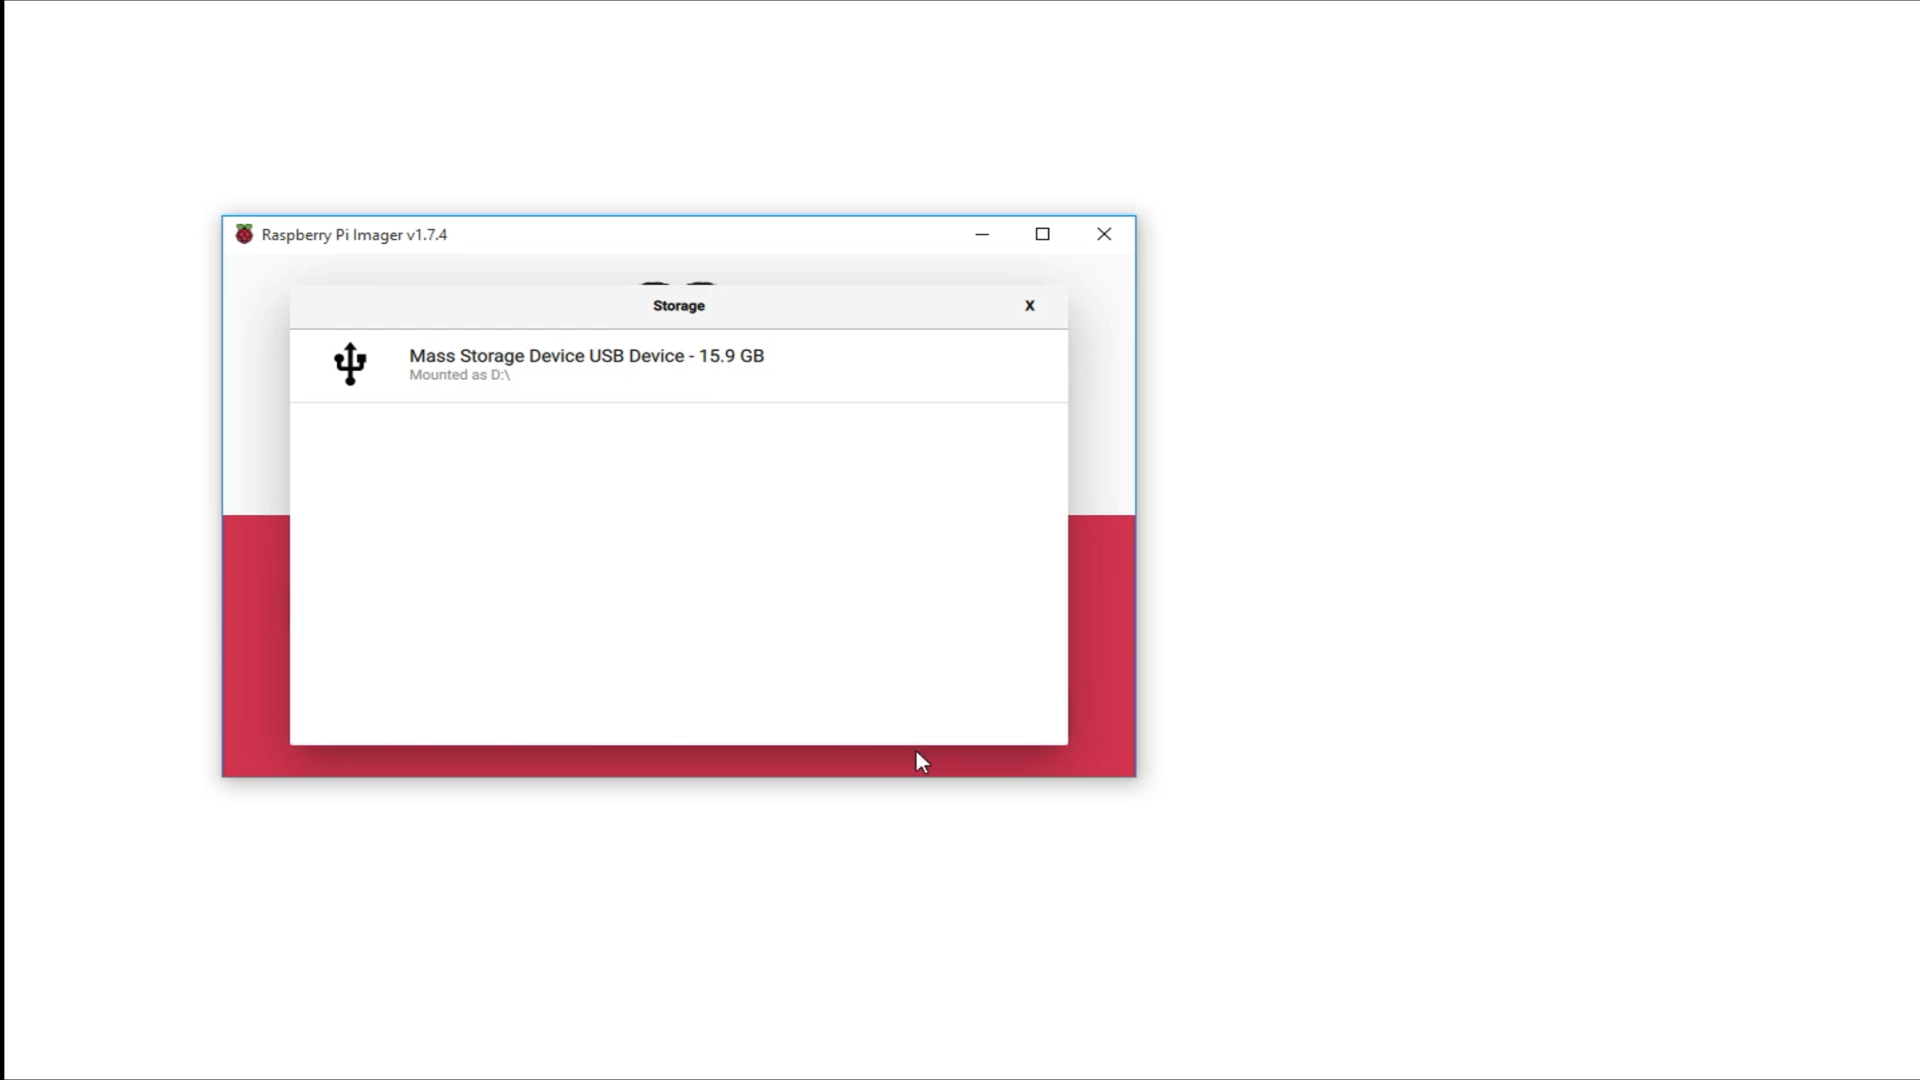 Raspberry Pi Imager v1.7.4
Storage
X
Mass Storage Device USB Device - 15.9 GB
Mounted as D:\